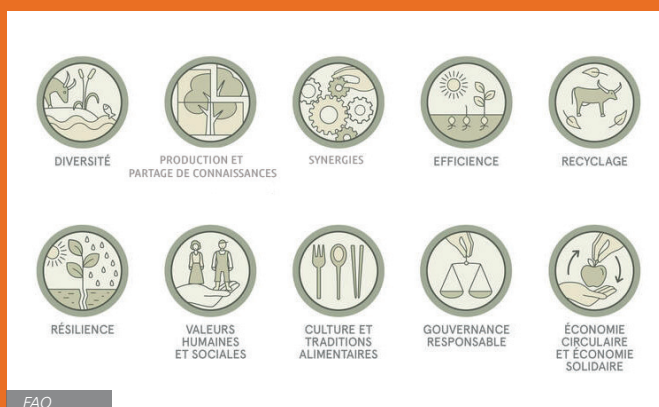 DIVERSITÉ
PRODUCTION ET
PARTAGE DE CONNAISSANCES
SYNERGIES
EFFICIENCE
RECYCLAGE
RÉSILIENCE
VALEURS
HUMAINES
ET SOCIALES
CULTURE ET
TRADITIONS
ALIMENTAIRES
GOUVERNANCE
RESPONSABLE
ÉCONOMIE
CIRCULAIRE
ET ÉCONOMIE
SOLIDAIRE
FAO